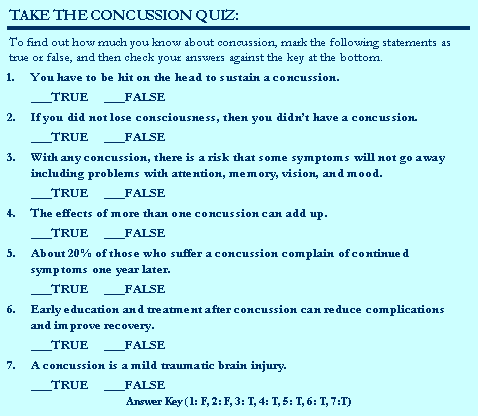 TAKE THE CONCUSSION QUIZ:
To find out how much you know about concussion, mark the following statements as
true or false, and then check your answers against the key at the bottom.
1. You have to be hit on the head to sustain a concussion.
___TRUE ___FALSE
2. If you did not lose consciousness, then you didn't have a concussion.
___TRUE ___FALSE
3. With any concussion, there is a risk that some symptoms will not go away
including problems with attention, memory, vision, and mood.
___TRUE ___FALSE
4. The effects of more than one concussion can add up.
___TRUE ___FALSE
5. About 20% of those who suffer a concussion complain of continued
symptoms one year later.
___TRUE ___FALSE
6. Early education and treatment after concussion can reduce complications
and improve recovery.
___TRUE ___FALSE
7. A concussion is a mild traumatic brain injury.
___TRUE ___FALSE
Answer Key (1: F, 2: F, 3: T, 4: T, 5: T, 6: T, 7:T)